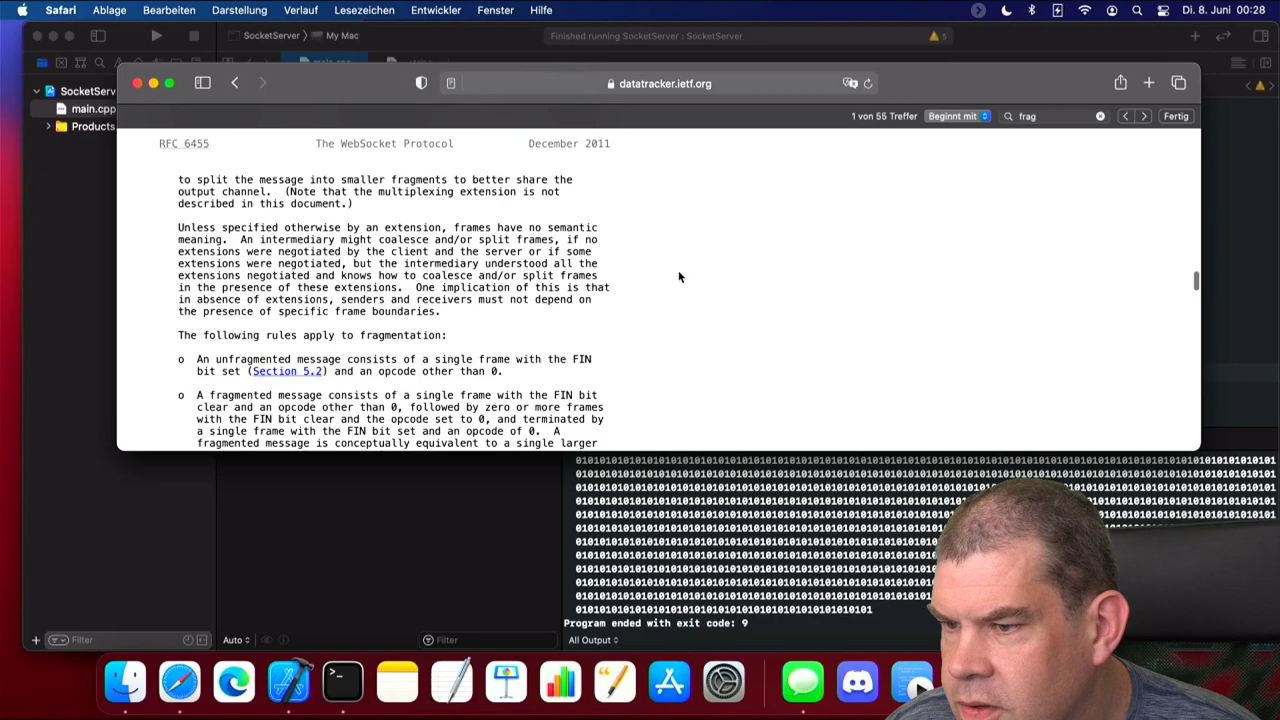 Safari Ablage Bearbeiten Darstellung Verlauf Lesezeichen Entwickler Fenster Hilfe Di. 8. Juni 00:28
SocketServer My Mac Finished running SocketServer : SocketServer 5
SocketServ
main.cpp
Products
datatracker.ietf.org
1 von 55 Treffer Beginnt mit frag Fertig
RFC 6455 The WebSocket Protocol December 2011
to split the message into smaller fragments to better share the
output channel. (Note that the multiplexing extension is not
described in this document.)
Unless specified otherwise by an extension, frames have no semantic
meaning. An intermediary might coalesce and/or split frames, if no
extensions were negotiated by the client and the server or if some
extensions were negotiated, but the intermediary understood all the
extensions negotiated and knows how to coalesce and/or split frames
in the presence of these extensions. One implication of this is that
in absence of extensions, senders and receivers must not depend on
the presence of specific frame boundaries.
The following rules apply to fragmentation:
o An unfragmented message consists of a single frame with the FIN
bit set (Section 5.2) and an opcode other than 0.
o A fragmented message consists of a single frame with the FIN bit
clear and an opcode other than 0, followed by zero or more frames
with the FIN bit clear and the opcode set to 0, and terminated by
a single frame with the FIN bit set and an opcode of 0. A
fragmented message is conceptually equivalent to a single larger
Program ended with exit code: 9
Filter Auto Filter All Output